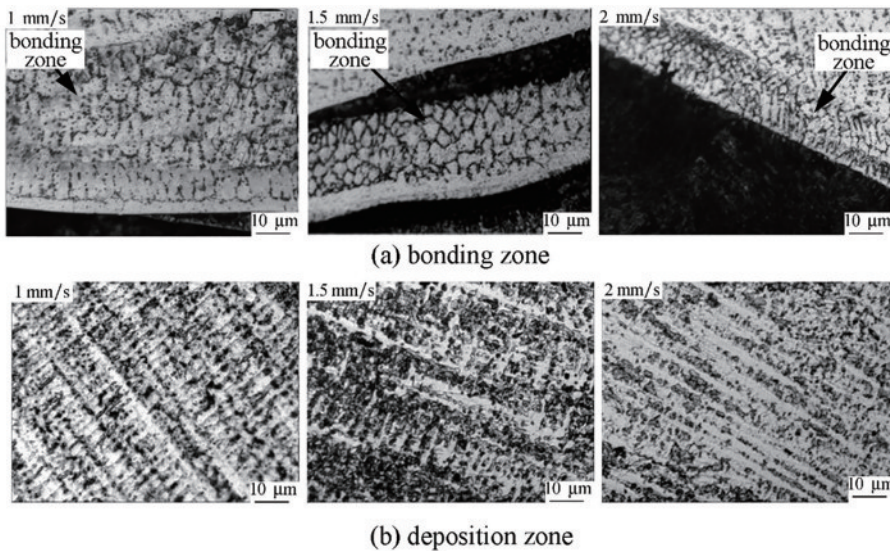 1 mm/s
bonding
zone
10 μm
1.5 mm/s
bonding
zone
10 μm
2 mm/s
bonding
zone
10 μm
(a) bonding zone
1 mm/s
10 μm
1.5 mm/s
10 μm
2 mm/s
10 μm
(b) deposition zone